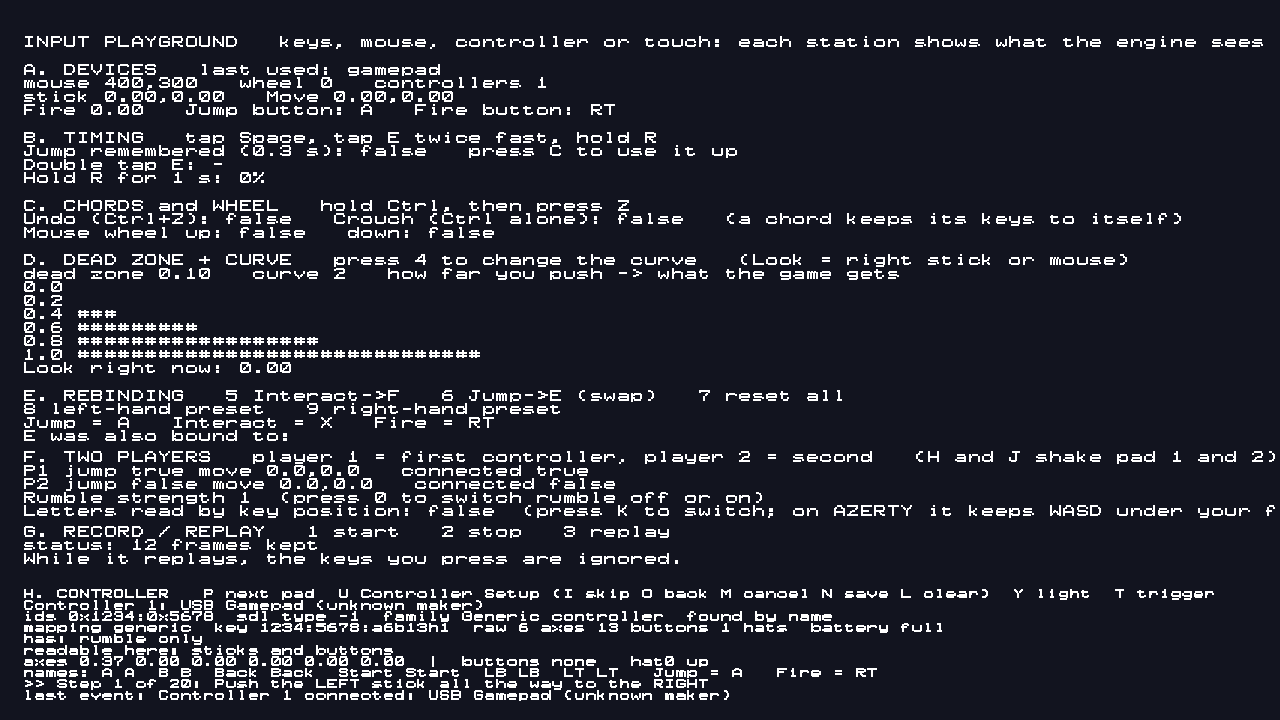 INPUT PLAYGROUND   keys, mouse, controller or touch: each station shows what the engine sees
A. DEVICES   last used: gamepad
mouse 400,300   wheel 0   controllers 1
stick 0.00,0.00   Move 0.00,0.00
Fire 0.00   Jump button: A   Fire button: RT
B. TIMING   tap Space, tap E twice fast, hold R
Jump remembered (0.3 s): false   press C to use it up
Double tap E: -
Hold R for 1 s: 0%
C. CHORDS and WHEEL   hold Ctrl, then press Z
Undo (Ctrl+Z): false   Crouch (Ctrl alone): false   (a chord keeps its keys to itself)
Mouse wheel up: false   down: false
D. DEAD ZONE + CURVE   press 4 to change the curve   (Look = right stick or mouse)
dead zone 0.10   curve 2   how far you push -> what the game gets
0.0
0.2
0.4 ###
0.6 #########
0.8 ##################
1.0 ##############################
Look right now: 0.00
E. REBINDING   5 Interact->F   6 Jump->E (swap)   7 reset all
8 left-hand preset   9 right-hand preset
Jump = A   Interact = X   Fire = RT
E was also bound to:
F. TWO PLAYERS   player 1 = first controller, player 2 = second   (H and J shake pad 1 and 2)
P1 jump true move 0.0,0.0   connected true
P2 jump false move 0.0,0.0   connected false
Rumble strength 1  (press 0 to switch rumble off or on)
Letters read by key position: false  (press K to switch; on AZERTY it keeps WASD under your f
G. RECORD / REPLAY   1 start   2 stop   3 replay
status: 12 frames kept
While it replays, the keys you press are ignored.
H. CONTROLLER   P next pad  U Controller Setup (I skip O back M cancel N save L clear)  Y light  T trigger
Controller 1: USB Gamepad (unknown maker)
ids 0x1234:0x5678  sdl type -1  family Generic controller  found by name
mapping generic  key 1234:5678:a6b13h1  raw 6 axes 13 buttons 1 hats  battery full
has: rumble only
readable here: sticks and buttons
axes 0.37 0.00 0.00 0.00 0.00 0.00  |  buttons none   hat0 up
names: A A  B B  Back Back  Start Start  LB LB  LT LT   Jump = A   Fire = RT
>> Step 1 of 20: Push the LEFT stick all the way to the RIGHT
last event: Controller 1 connected: USB Gamepad (unknown maker)